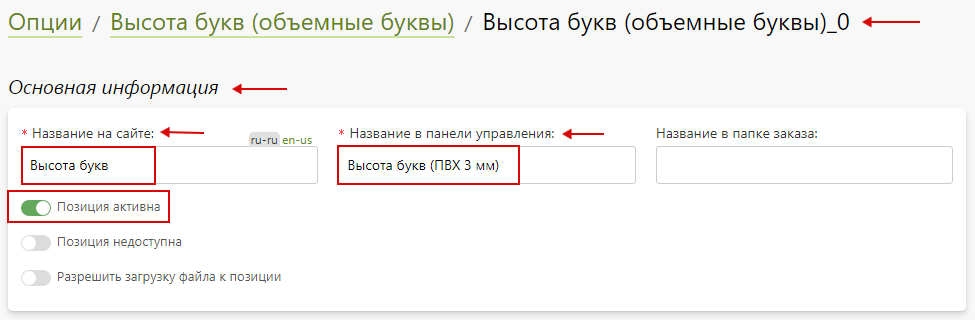 Опции / Высота букв (объемные буквы) / Высота букв (объемные буквы)_0
Основная информация
* Название на сайте: ru-ru en-us
Высота букв
* Название в панели управления:
Высота букв (ПВХ 3 мм)
Название в папке заказа:
Позиция активна
Позиция недоступна
Разрешить загрузку файла к позиции